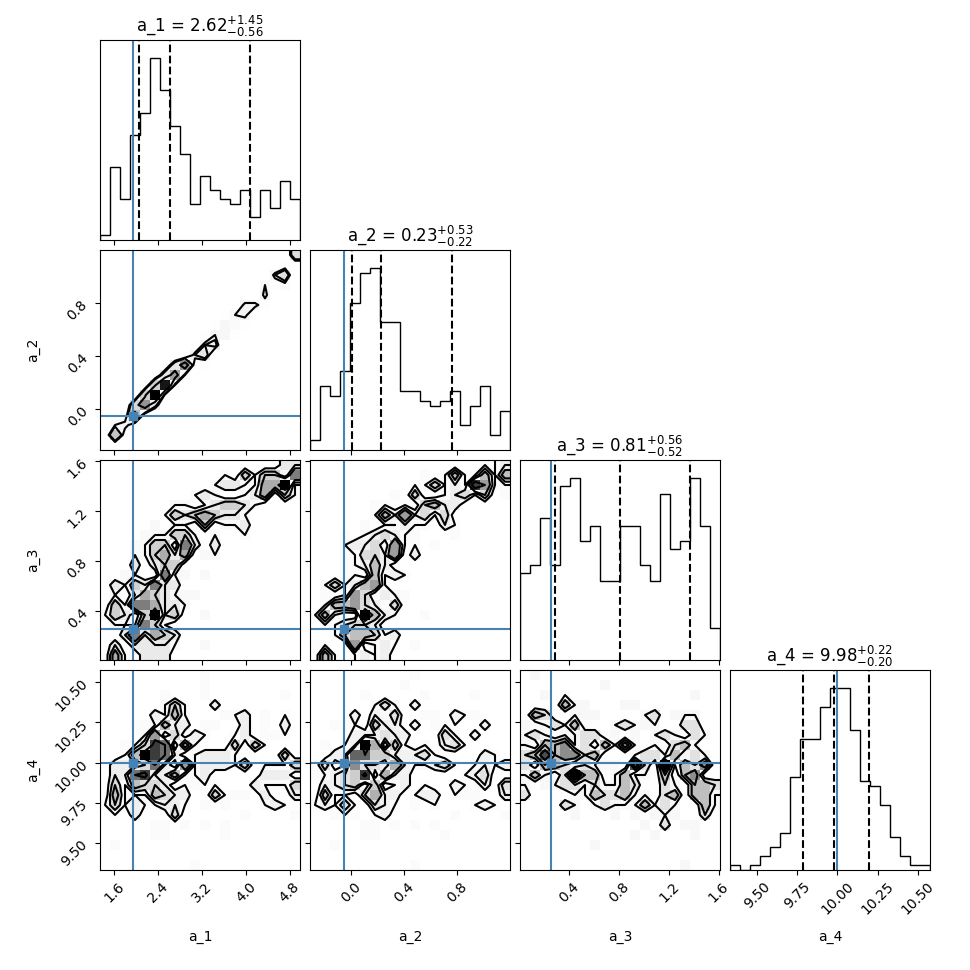 a_1 = 2.62+1.45−0.56
a_2 = 0.23+0.53−0.22
a_2
0.8
0.4
0.0
a_3 = 0.81+0.56−0.52
a_3
1.6
1.2
0.8
0.4
a_4 = 9.98+0.22−0.20
a_4
10.50
10.25
10.00
9.75
9.50
1.6 2.4 3.2 4.0 4.8
0.0 0.4 0.8
0.4 0.8 1.2 1.6
9.50 9.75 10.00 10.25 10.50
a_1 a_2 a_3 a_4